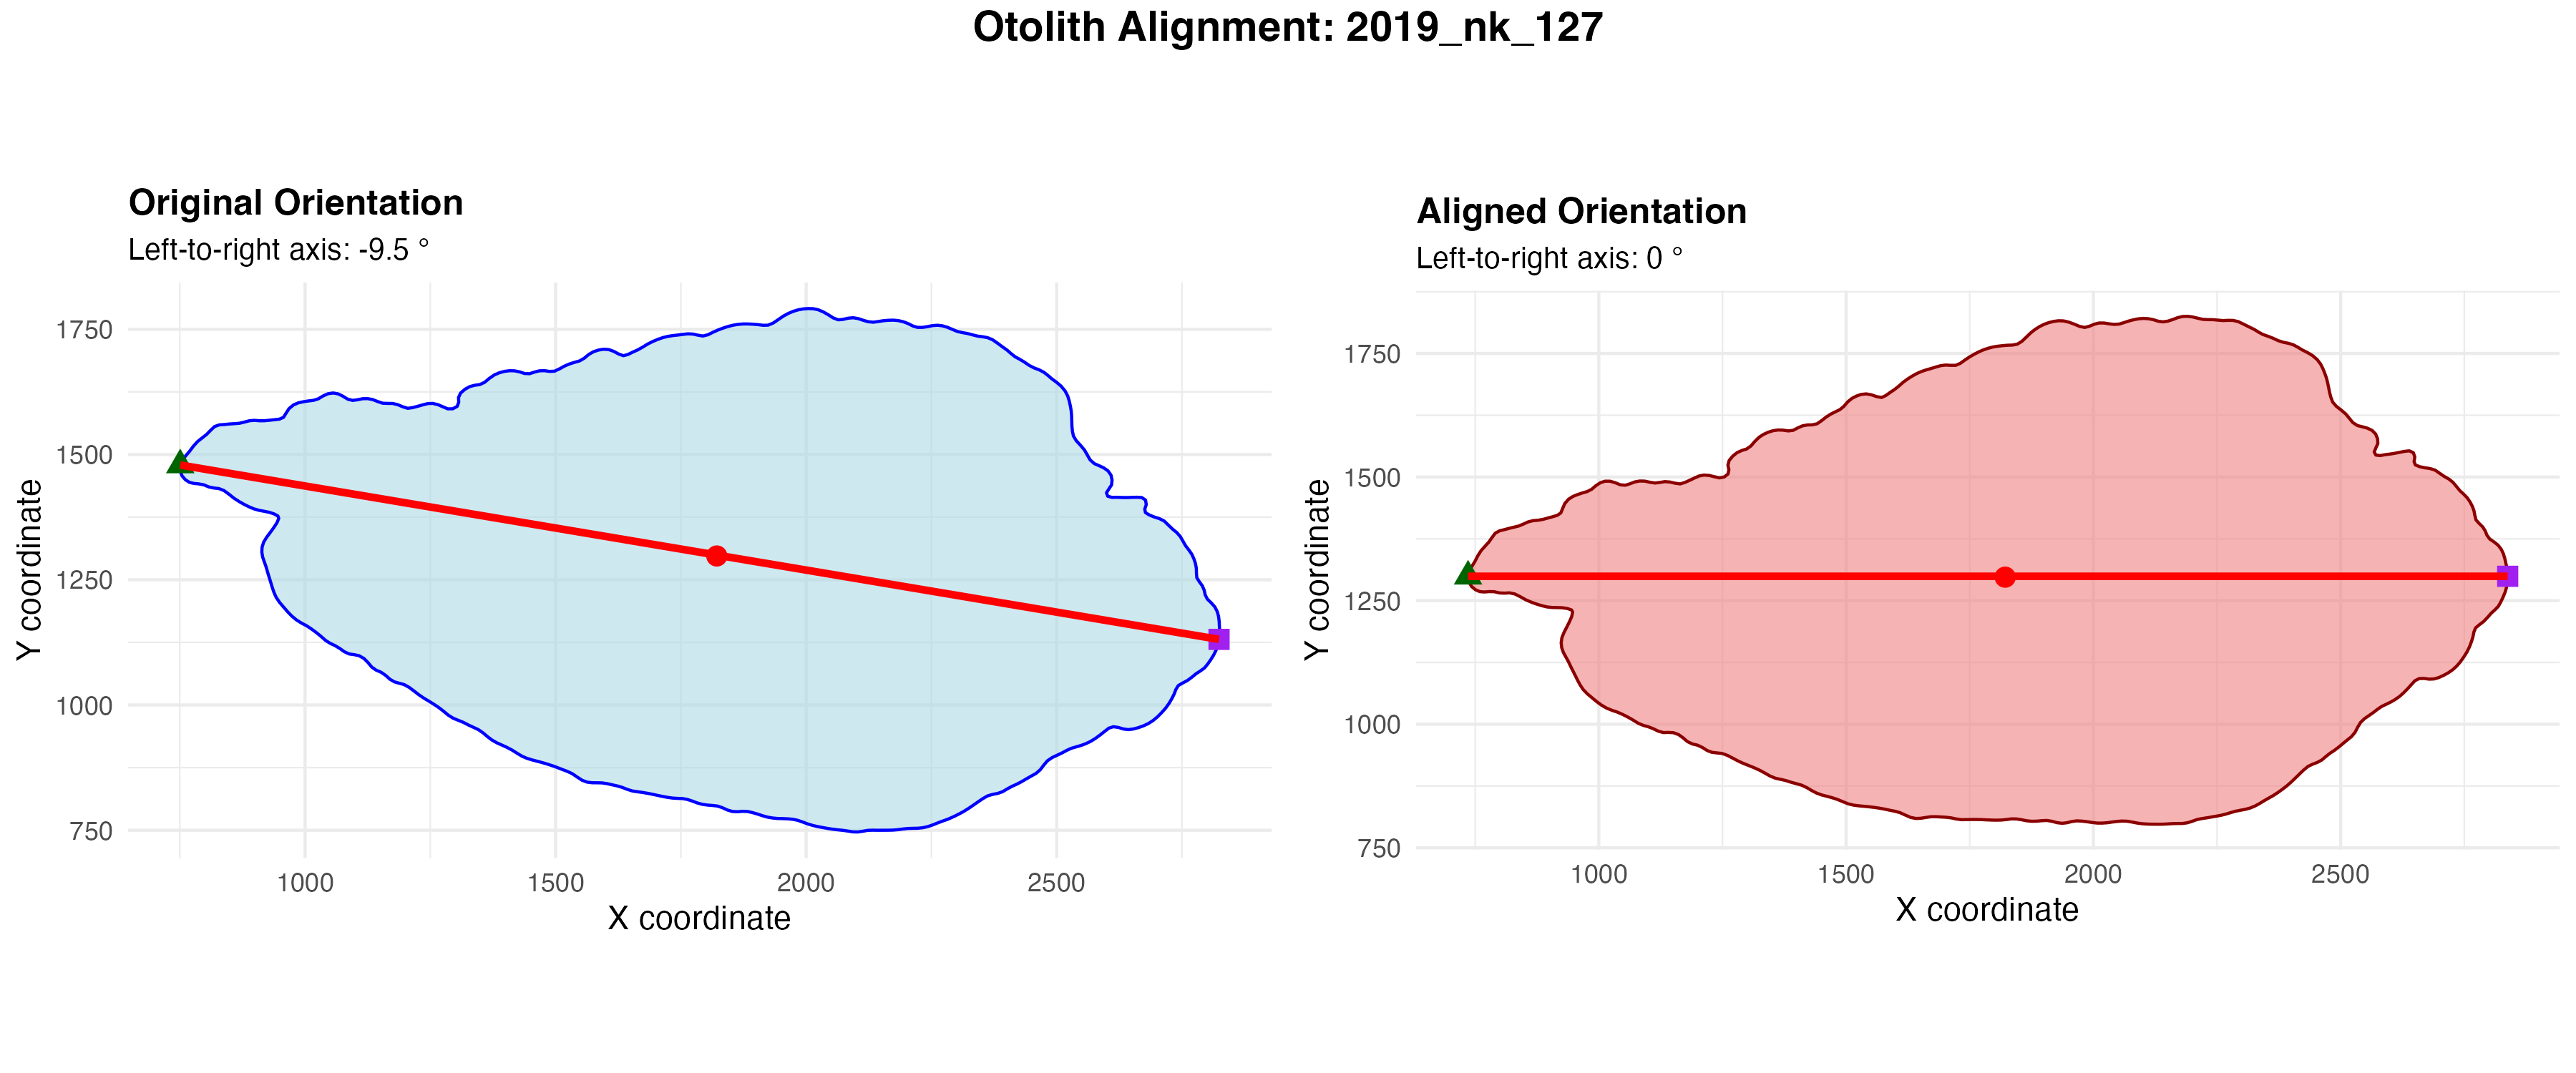 Otolith Alignment: 2019_nk_127
Original Orientation
Left-to-right axis: -9.5 °
1750
1500
1250
1000
750
Y coordinate
1000 1500 2000 2500
X coordinate
Aligned Orientation
Left-to-right axis: 0 °
1750
1500
1250
1000
750
Y coordinate
1000 1500 2000 2500
X coordinate